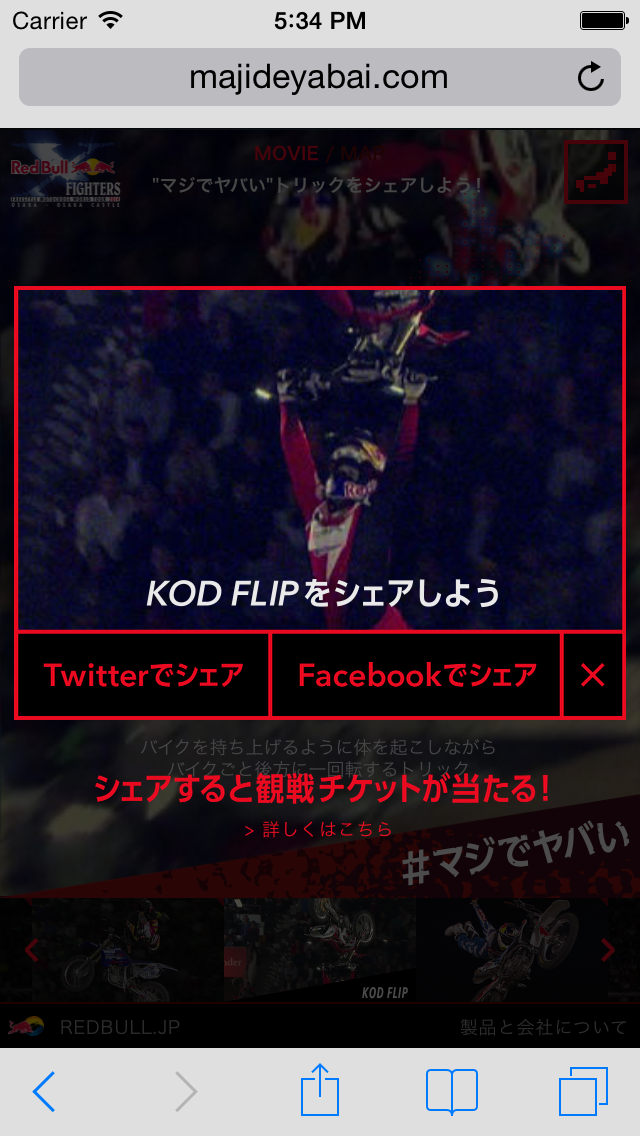 Carrier
5:34 PM
majideyabai.com
MOVIE / MAP
RedBull
FIGHTERS
OSAKA - OSAKA CASTLE
"マジでヤバい"トリックをシェアしよう!
KOD FLIPをシェアしよう
Twitterでシェア
Facebookでシェア
×
バイクを持ち上げるように体を起こしながら
バイクごと後方に一回転するトリック
シェアすると観戦チケットが当たる!
> 詳しくはこちら
#マジでヤバい
KOD FLIP
REDBULL.JP
製品と会社について